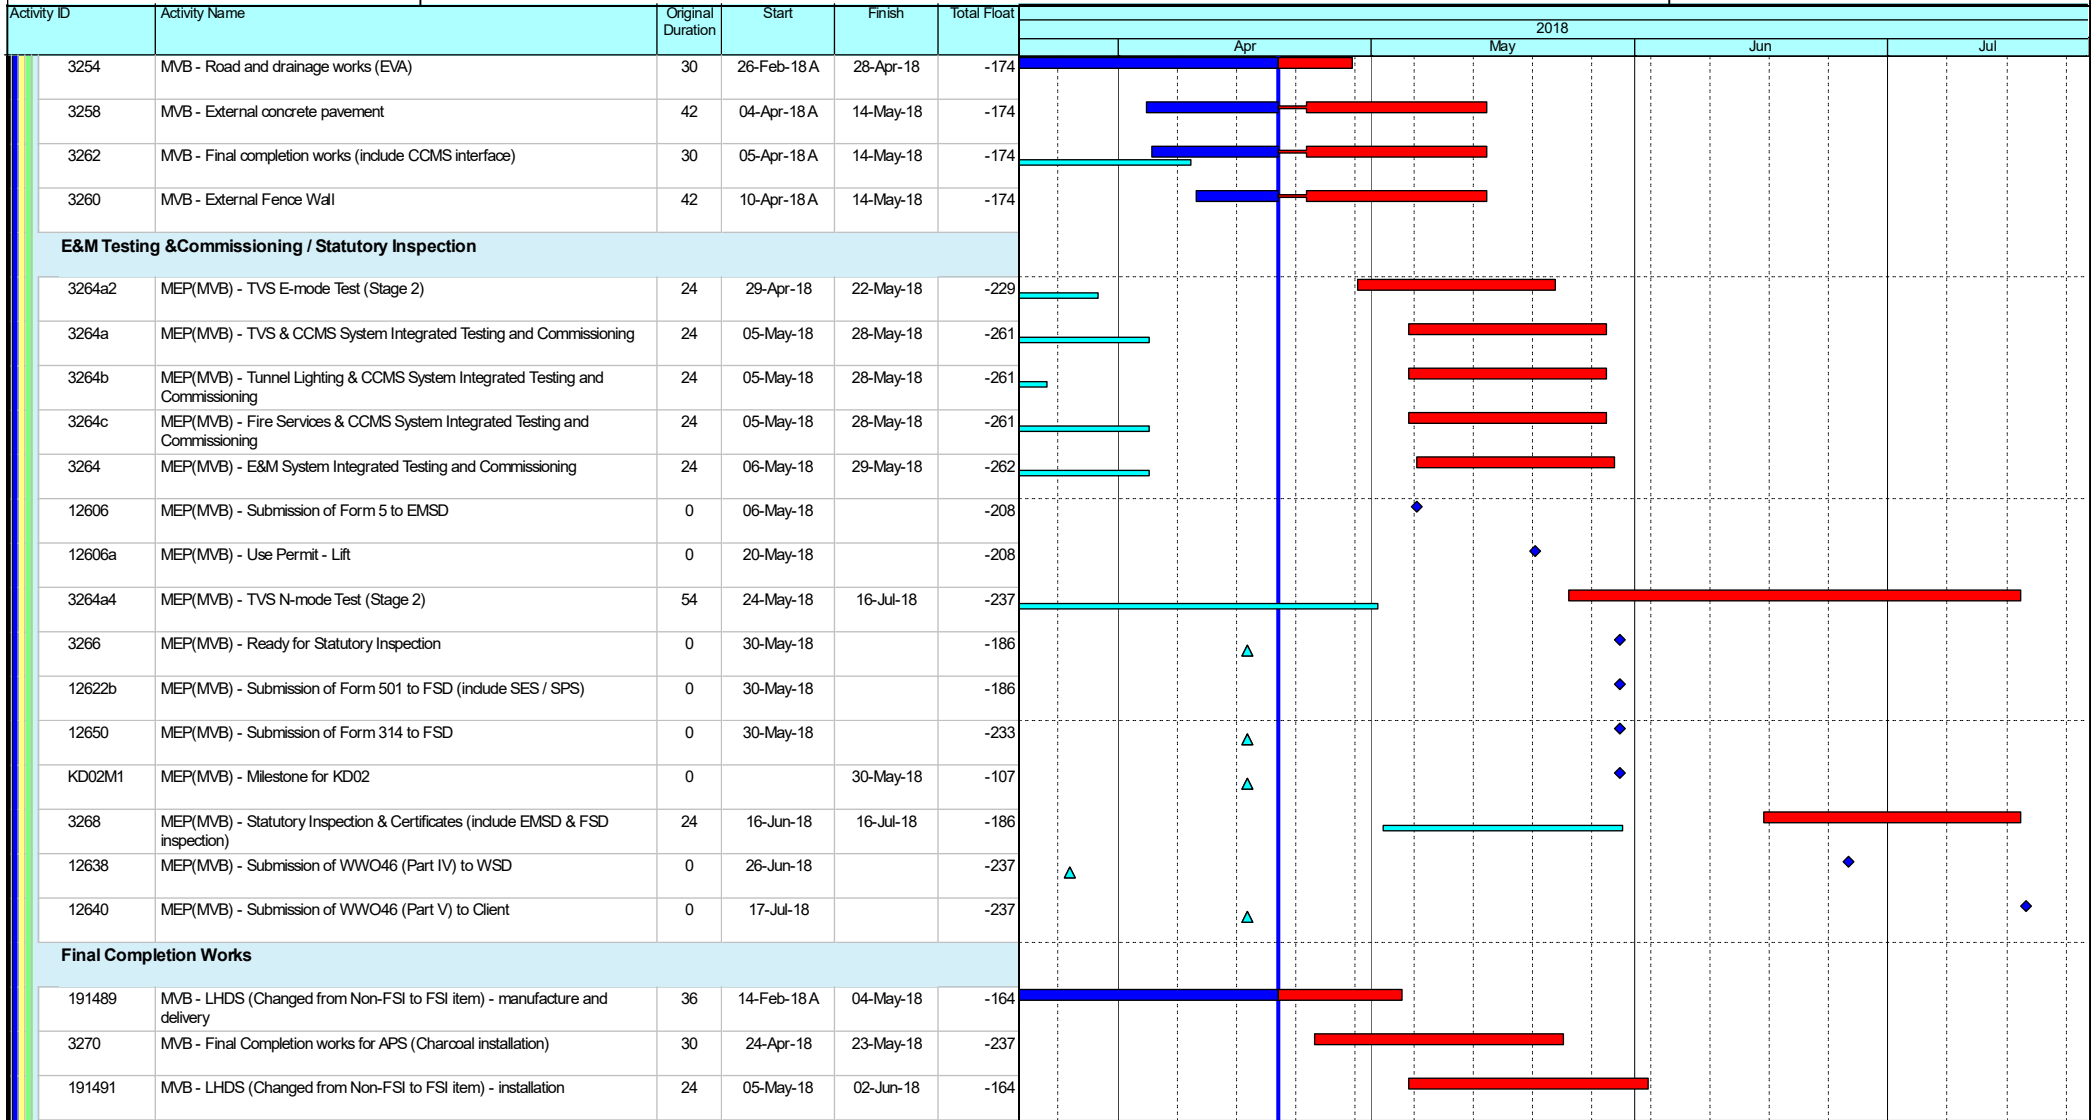 Activity ID Activity Name Original Duration Start Finish Total Float
2018
Apr May Jun Jul
3254 MVB - Road and drainage works (EVA) 30 26-Feb-18 A 28-Apr-18 -174
3258 MVB - External concrete pavement 42 04-Apr-18 A 14-May-18 -174
3262 MVB - Final completion works (include CCMS interface) 30 05-Apr-18 A 14-May-18 -174
3260 MVB - External Fence Wall 42 10-Apr-18 A 14-May-18 -174
E&M Testing &Commissioning / Statutory Inspection
3264a2 MEP(MVB) - TVS E-mode Test (Stage 2) 24 29-Apr-18 22-May-18 -229
3264a MEP(MVB) - TVS & CCMS System Integrated Testing and Commissioning 24 05-May-18 28-May-18 -261
3264b MEP(MVB) - Tunnel Lighting & CCMS System Integrated Testing and 24 05-May-18 28-May-18 -261
Commissioning
3264c MEP(MVB) - Fire Services & CCMS System Integrated Testing and 24 05-May-18 28-May-18 -261
Commissioning
3264 MEP(MVB) - E&M System Integrated Testing and Commissioning 24 06-May-18 29-May-18 -262
12606 MEP(MVB) - Submission of Form 5 to EMSD 0 06-May-18 -208
12606a MEP(MVB) - Use Permit - Lift 0 20-May-18 -208
3264a4 MEP(MVB) - TVS N-mode Test (Stage 2) 54 24-May-18 16-Jul-18 -237
3266 MEP(MVB) - Ready for Statutory Inspection 0 30-May-18 -186
12622b MEP(MVB) - Submission of Form 501 to FSD (include SES / SPS) 0 30-May-18 -186
12650 MEP(MVB) - Submission of Form 314 to FSD 0 30-May-18 -233
KD02M1 MEP(MVB) - Milestone for KD02 0 30-May-18 -107
3268 MEP(MVB) - Statutory Inspection & Certificates (include EMSD & FSD 24 16-Jun-18 16-Jul-18 -186
inspection)
12638 MEP(MVB) - Submission of WWO46 (Part IV) to WSD 0 26-Jun-18 -237
12640 MEP(MVB) - Submission of WWO46 (Part V) to Client 0 17-Jul-18 -237
Final Completion Works
191489 MVB - LHDS (Changed from Non-FSI to FSI item) - manufacture and 36 14-Feb-18 A 04-May-18 -164
delivery
3270 MVB - Final Completion works for APS (Charcoal installation) 30 24-Apr-18 23-May-18 -237
191491 MVB - LHDS (Changed from Non-FSI to FSI item) - installation 24 05-May-18 02-Jun-18 -164